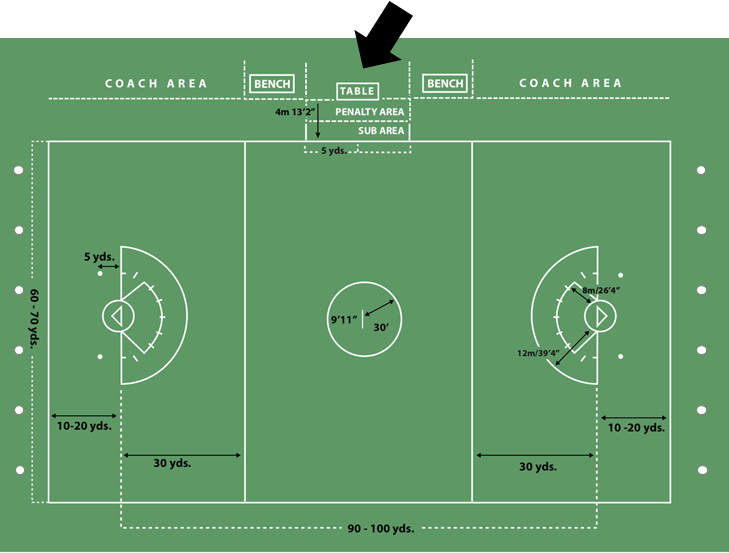 COACH AREA
BENCH
TABLE
BENCH
COACH AREA
4m 13'2"
PENALTY AREA
SUB AREA
5 yds.
5 yds.
8m/26'4"
60 - 70 yds.
9'11"
30'
12m/39'4"
10-20 yds.
10 -20 yds.
30 yds.
30 yds.
90 - 100 yds.